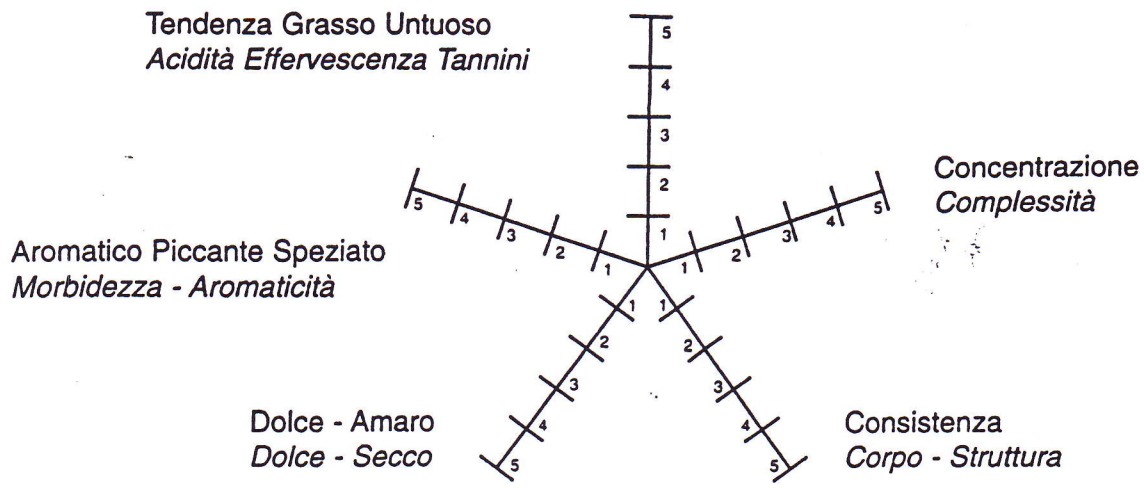 Tendenza Grasso Untuoso
Acidità Effervescenza Tannini
5
4
3
2
1
Concentrazione
Complessità
1 2 3 4 5
Aromatico Piccante Speziato
Morbidezza - Aromaticità
5 4 3 2 1
Dolce - Amaro
Dolce - Secco
1
2
3
4
5
Consistenza
Corpo - Struttura
1
2
3
4
5